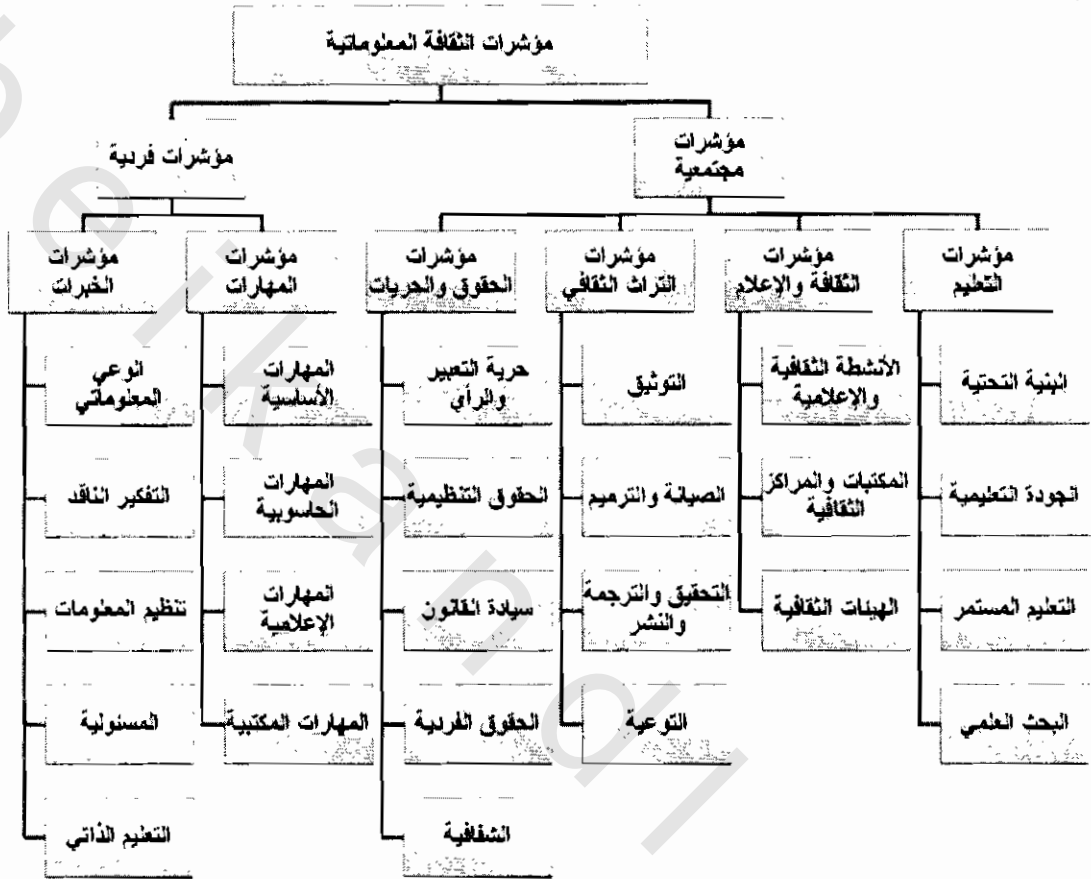 مؤشرات الثقافة المعلوماتية
مؤشرات
مجتمعية
مؤشرات فردية
مؤشرات
التعليم
مؤشرات
الثقافة والإعلام
مؤشرات
التراث الثقافي
مؤشرات
الحقوق والحريات
مؤشرات
المهارات
مؤشرات
الخبرات
البنية التحتية
الجودة التعليمية
التعليم المستمر
البحث العلمي
الأنشطة الثقافية
والإعلامية
المكتبات والمراكز
الثقافية
الهيئات الثقافية
التوثيق
الصيانة والترميم
التحقيق والترجمة
والنشر
التوعية
حرية التعبير
والرأي
الحقوق التنظيمية
سيادة القانون
الحقوق الفردية
الشفافية
المهارات
الأساسية
المهارات
الحاسوبية
المهارات
الإعلامية
المهارات المكتبية
الوعي
المعلوماتي
التفكير الناقد
تنظيم المعلومات
المسئولية
التعليم الذاتي